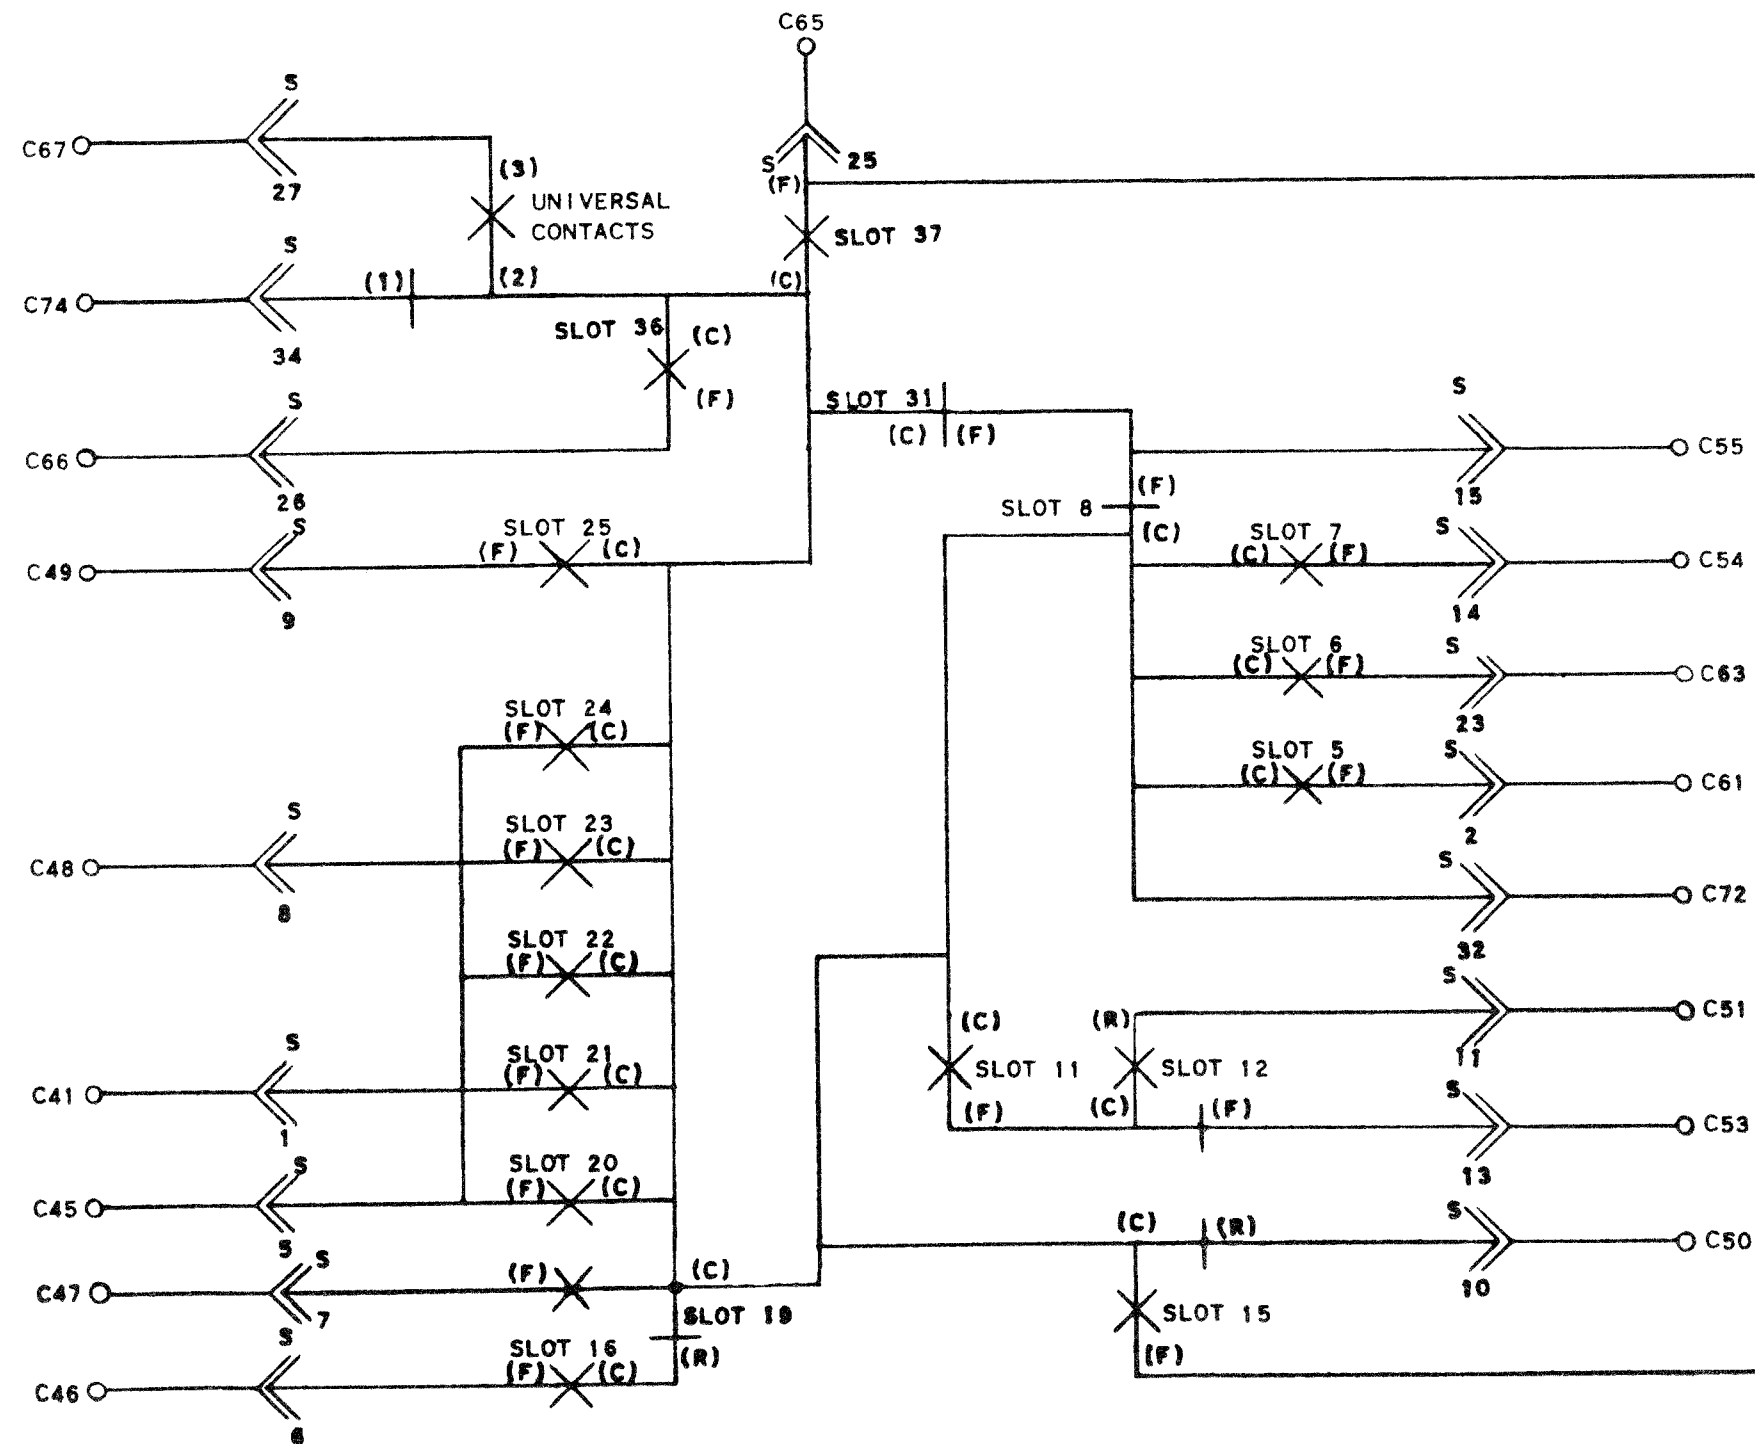 C65
S
C67
27
(3)
UNIVERSAL
CONTACTS
S
25
(F)
SLOT 37
S
C74
34
(1)
(2)
(C)
SLOT 36
(C)
(F)
S
C66
26
SLOT 31
(C)
(F)
S
C55
15
S
C49
9
SLOT 25
(F)
(C)
SLOT 8
(F)
(C)
SLOT 7
(C)
(F)
S
C54
14
SLOT 6
(C)
(F)
S
C63
23
SLOT 24
(F)
(C)
SLOT 5
(C)
(F)
S
C61
2
S
C48
8
SLOT 23
(F)
(C)
S
C72
32
SLOT 22
(F)
(C)
S
C51
11
(C)
SLOT 11
(F)
(R)
SLOT 12
(C)
(F)
S
C41
1
SLOT 21
(F)
(C)
S
C53
13
S
C45
5
SLOT 20
(F)
(C)
(C)
(R)
S
C50
10
S
C47
7
(F)
(C)
SLOT 19
(R)
SLOT 15
(F)
S
C46
6
SLOT 16
(F)
(C)